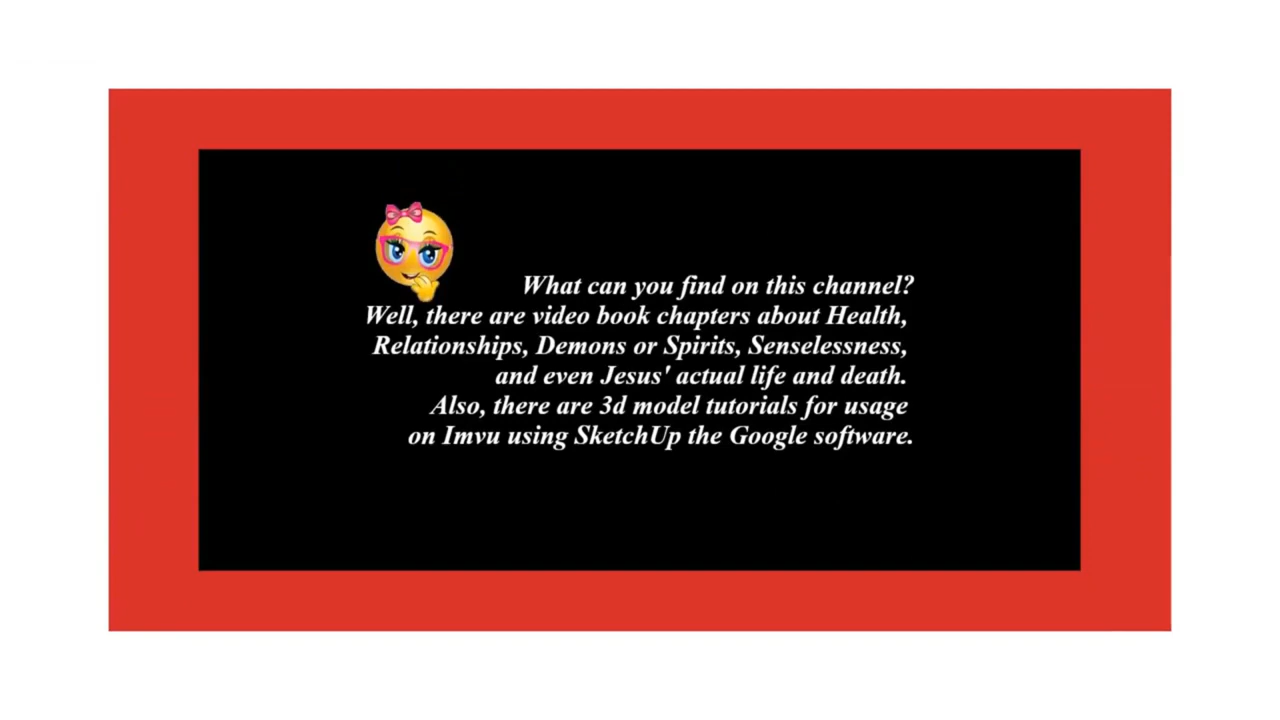 What can you find on this channel?
Well, there are video book chapters about Health,
Relationships, Demons or Spirits, Senselessness,
and even Jesus' actual life and death.
Also, there are 3d model tutorials for usage
on Imvu using SketchUp the Google software.